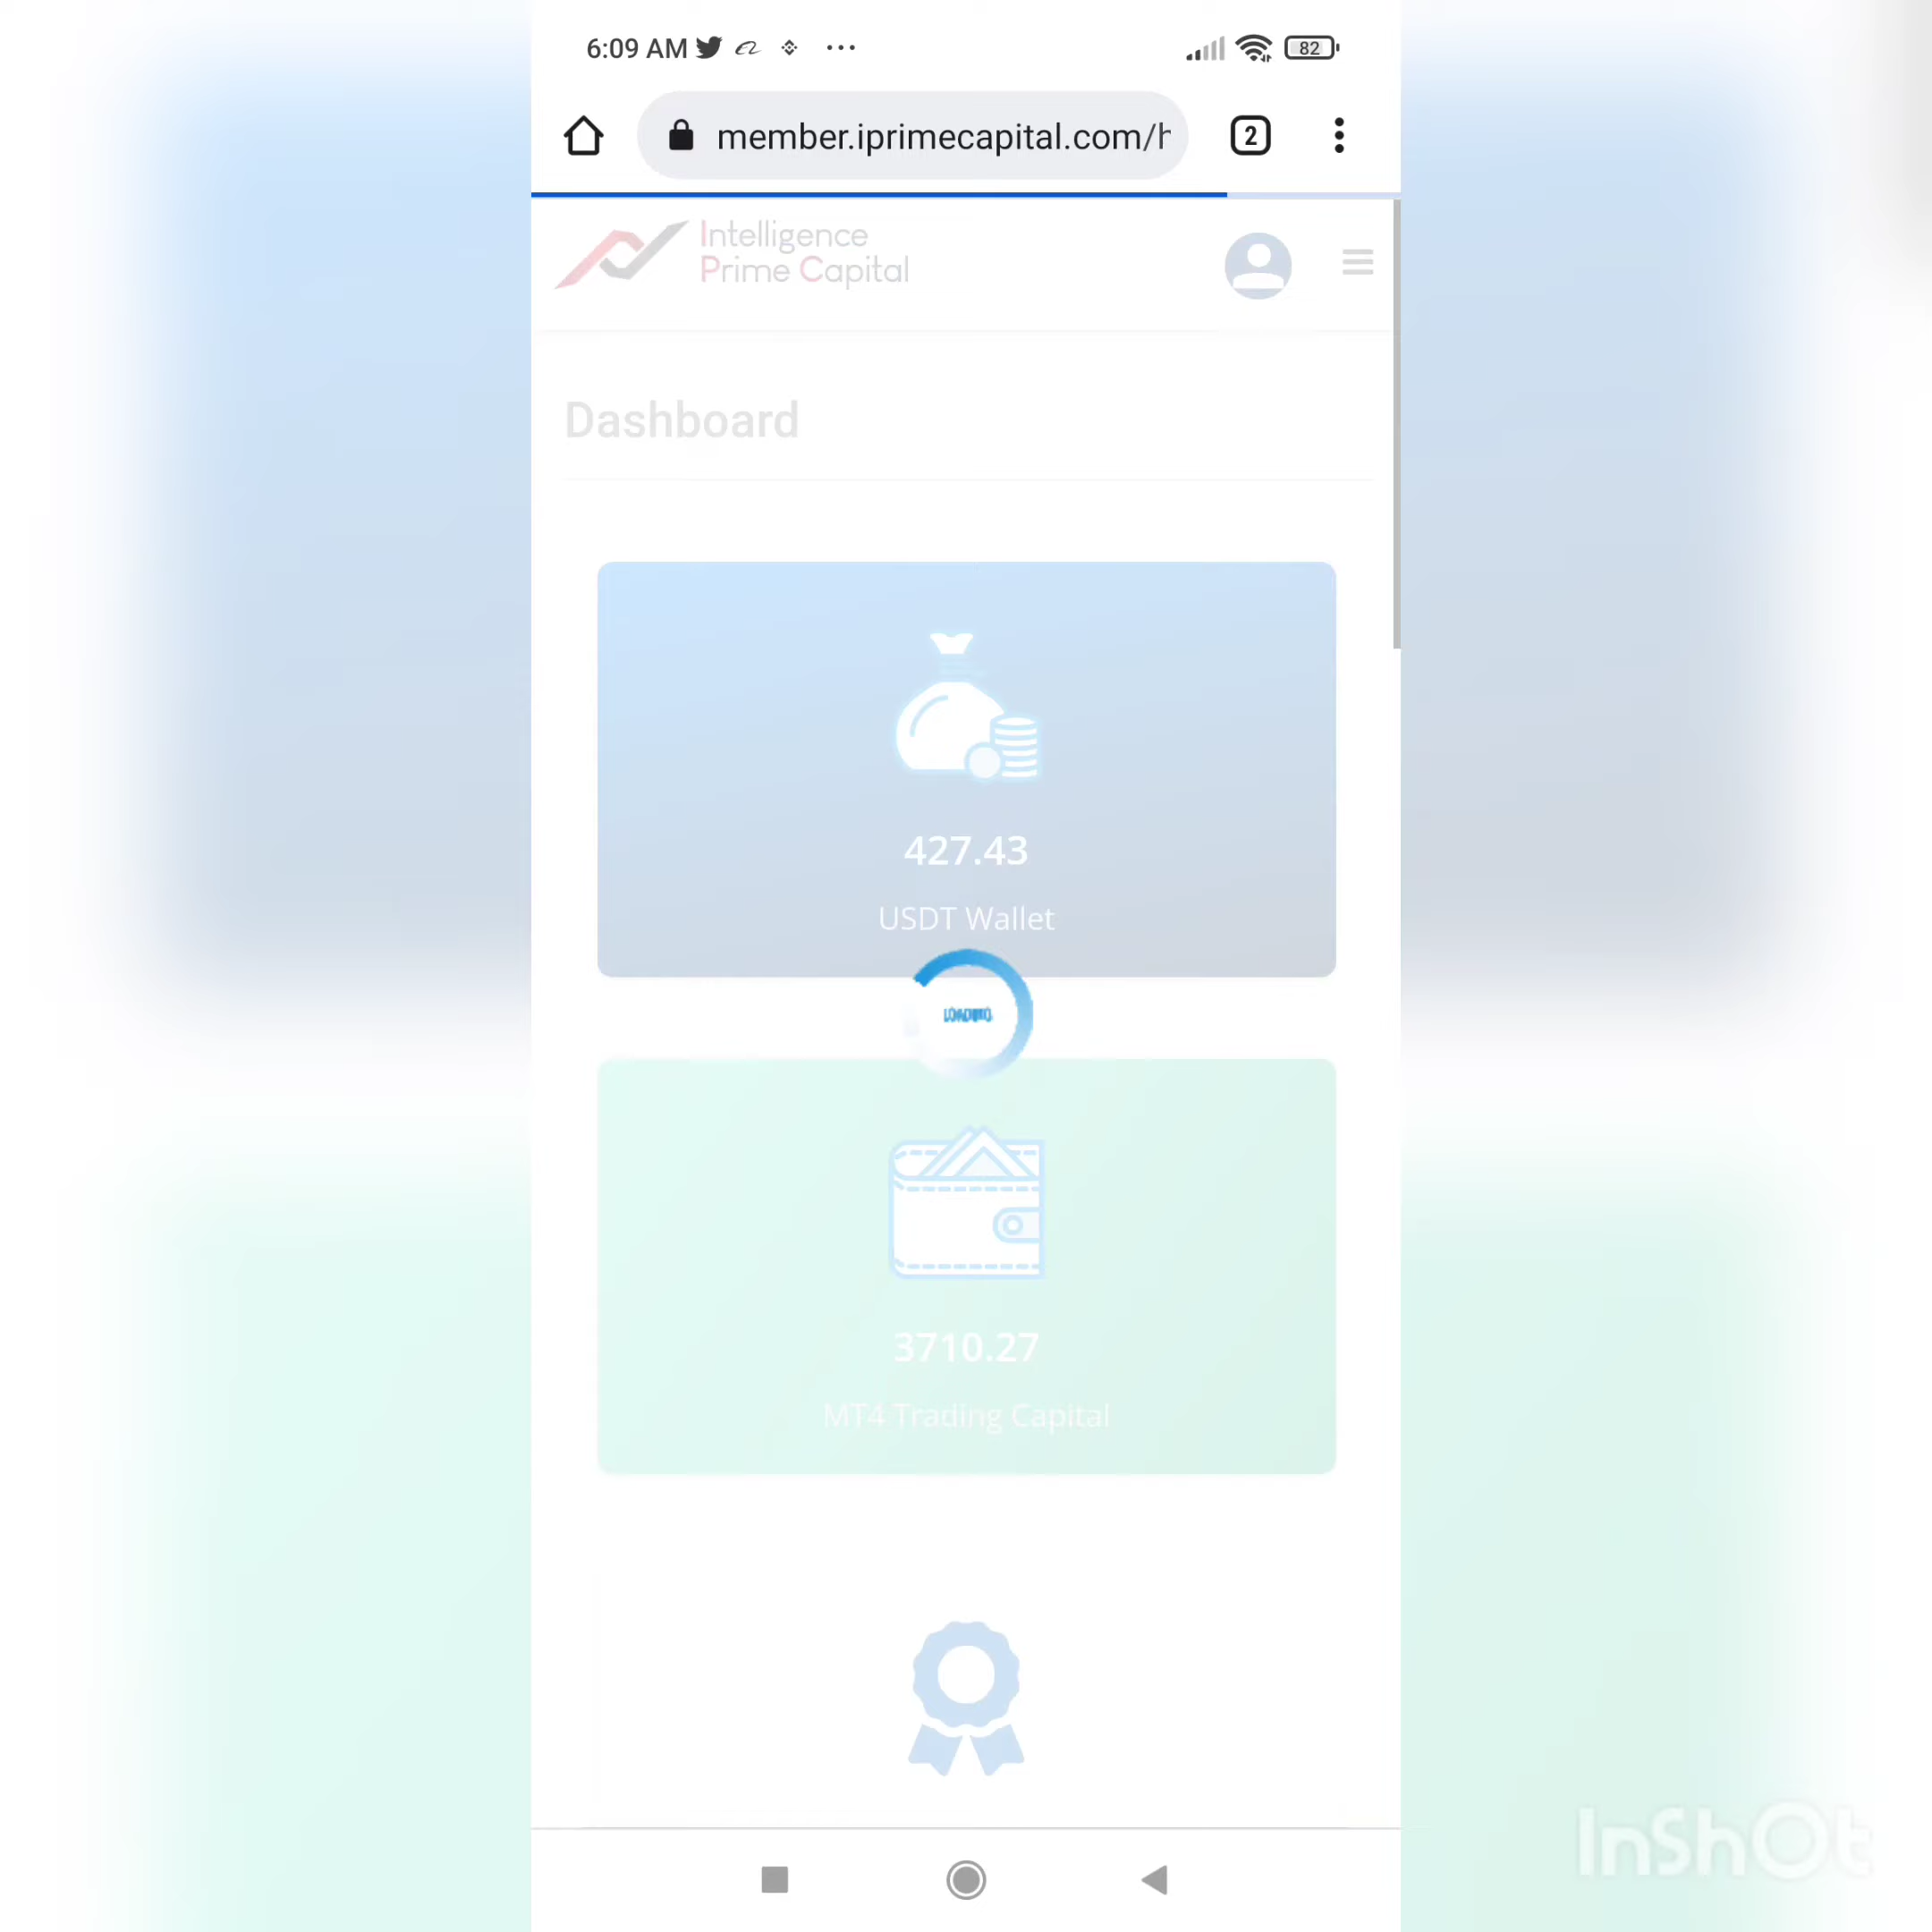 6:09 AM
82
member.iprimecapital.com/h
2
Intelligence
Prime Capital
Dashboard
427.43
USDT Wallet
LOADING
3710.27
MT4 Trading Capital
InShOt